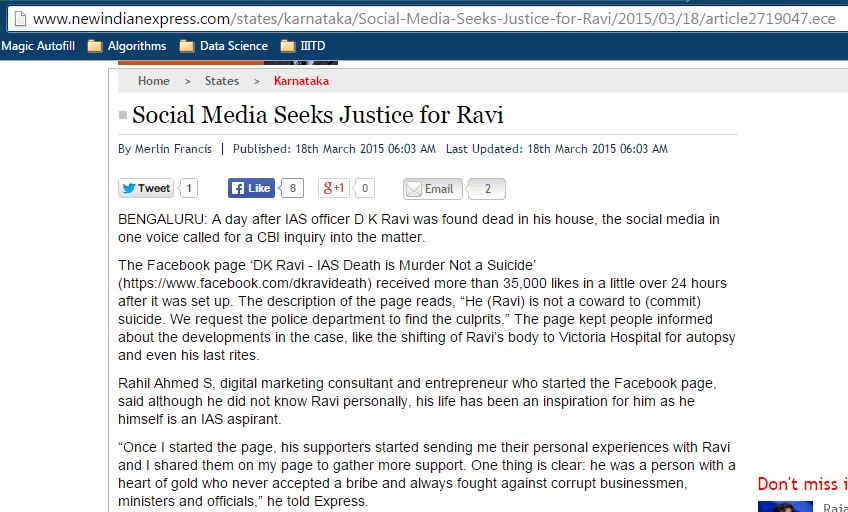 www.newindianexpress.com/states/karnataka/Social-Media-Seeks-Justice-for-Ravi/2015/03/18/article2719047.ece
Magic Autofill Algorithms Data Science IIITD
Home > States > Karnataka
Social Media Seeks Justice for Ravi
By Merlin Francis | Published: 18th March 2015 06:03 AM Last Updated: 18th March 2015 06:03 AM
Tweet 1 Like 8 g+1 0 Email 2
BENGALURU: A day after IAS officer D K Ravi was found dead in his house, the social media in
one voice called for a CBI inquiry into the matter.
The Facebook page ‘DK Ravi - IAS Death is Murder Not a Suicide’
(https://www.facebook.com/dkravideath) received more than 35,000 likes in a little over 24 hours
after it was set up. The description of the page reads, “He (Ravi) is not a coward to (commit)
suicide. We request the police department to find the culprits.” The page kept people informed
about the developments in the case, like the shifting of Ravi’s body to Victoria Hospital for autopsy
and even his last rites.
Rahil Ahmed S, digital marketing consultant and entrepreneur who started the Facebook page,
said although he did not know Ravi personally, his life has been an inspiration for him as he
himself is an IAS aspirant.
“Once I started the page, his supporters started sending me their personal experiences with Ravi
and I shared them on my page to gather more support. One thing is clear: he was a person with a
heart of gold who never accepted a bribe and always fought against corrupt businessmen,
ministers and officials,” he told Express.
Don't miss i
Raja